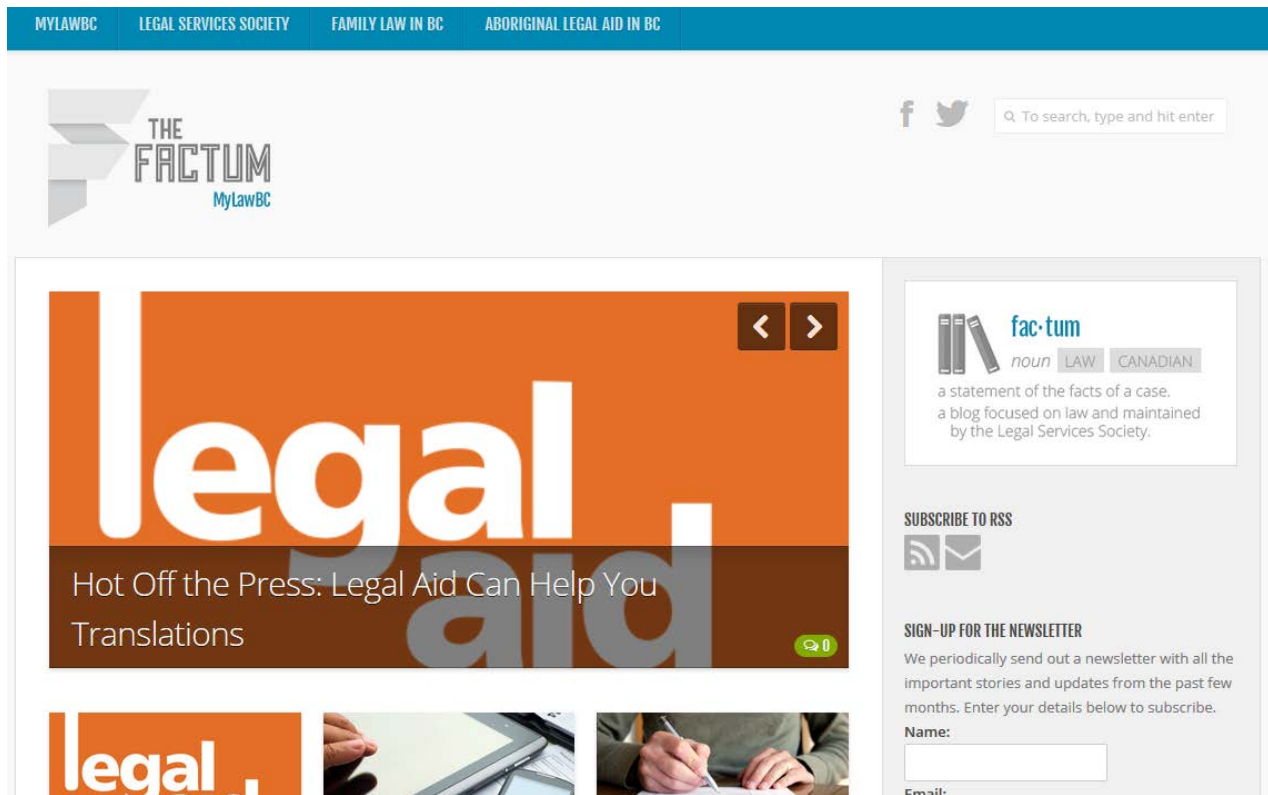 MYLAWBC
LEGAL SERVICES SOCIETY
FAMILY LAW IN BC
ABORIGINAL LEGAL AID IN BC
THE
FACTUM
MyLawBC
To search, type and hit enter
legal
aid
Hot Off the Press: Legal Aid Can Help You
Translations
0
fac·tum
noun LAW CANADIAN
a statement of the facts of a case.
a blog focused on law and maintained
by the Legal Services Society.
SUBSCRIBE TO RSS
SIGN-UP FOR THE NEWSLETTER
We periodically send out a newsletter with all the
important stories and updates from the past few
months. Enter your details below to subscribe.
Name:
Email:
legal